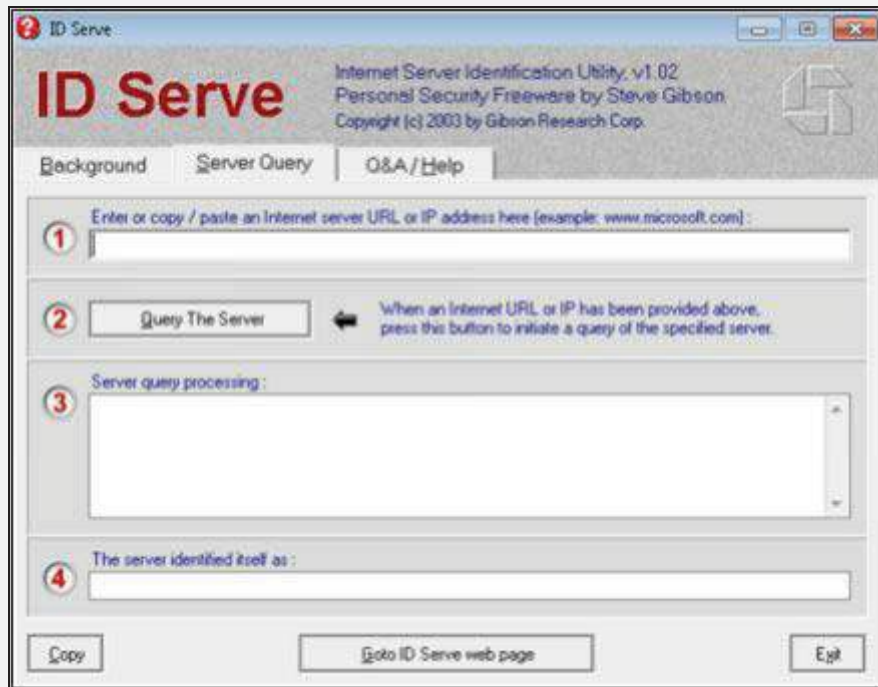 ID Serve
ID Serve
Internet Server Identification Utility, v1.02
Personal Security Freeware by Steve Gibson
Copyright (c) 2003 by Gibson Research Corp.
Background
Server Query
Q&A / Help
1
Enter or copy / paste an Internet server URL or IP address here (example: www.microsoft.com) :
2
Query The Server
When an Internet URL or IP has been provided above,
press this button to initiate a query of the specified server.
3
Server query processing :
4
The server identified itself as :
Copy
Goto ID Serve web page
Exit